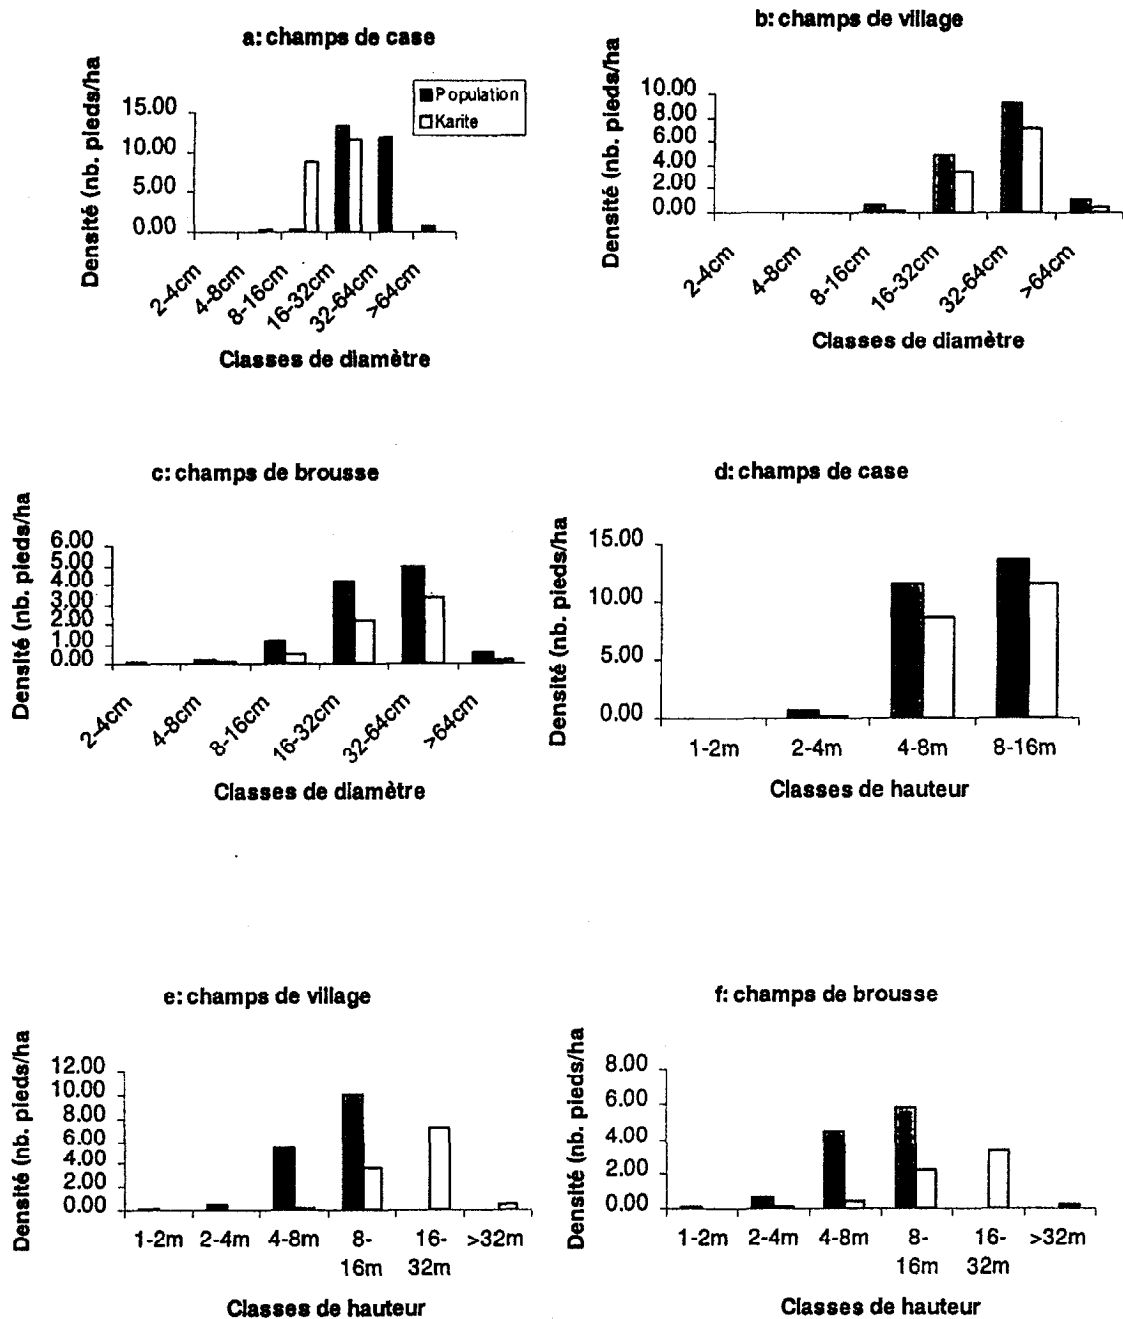 a: champs de case
Densité (nb. pieds/ha
15.00
10.00
5.00
0.00
Population
Karite
2-4cm
4-8cm
8-16cm
16-32cm
32-64cm
>64cm
Classes de diamètre
b: champs de village
Densité (nb. pieds/ha
10.00
8.00
6.00
4.00
2.00
0.00
2-4cm
4-8cm
8-16cm
16-32cm
32-64cm
>64cm
Classes de diamètre
c: champs de brousse
Densité (nb. pieds/ha
6.00
5.00
4.00
3.00
2.00
1.00
0.00
2-4cm
4-8cm
8-16cm
16-32cm
32-64cm
>64cm
Classes de diamètre
d: champs de case
Densité (nb. pieds/ha
15.00
10.00
5.00
0.00
1-2m
2-4m
4-8m
8-16m
Classes de hauteur
e: champs de village
Densité (nb. pieds/ha
12.00
10.00
8.00
6.00
4.00
2.00
0.00
1-2m
2-4m
4-8m
8-
16m
16-
32m
>32m
Classes de hauteur
f: champs de brousse
Densité (nb. pieds/ha
8.00
6.00
4.00
2.00
0.00
1-2m
2-4m
4-8m
8-
16m
16-
32m
>32m
Classes de hauteur